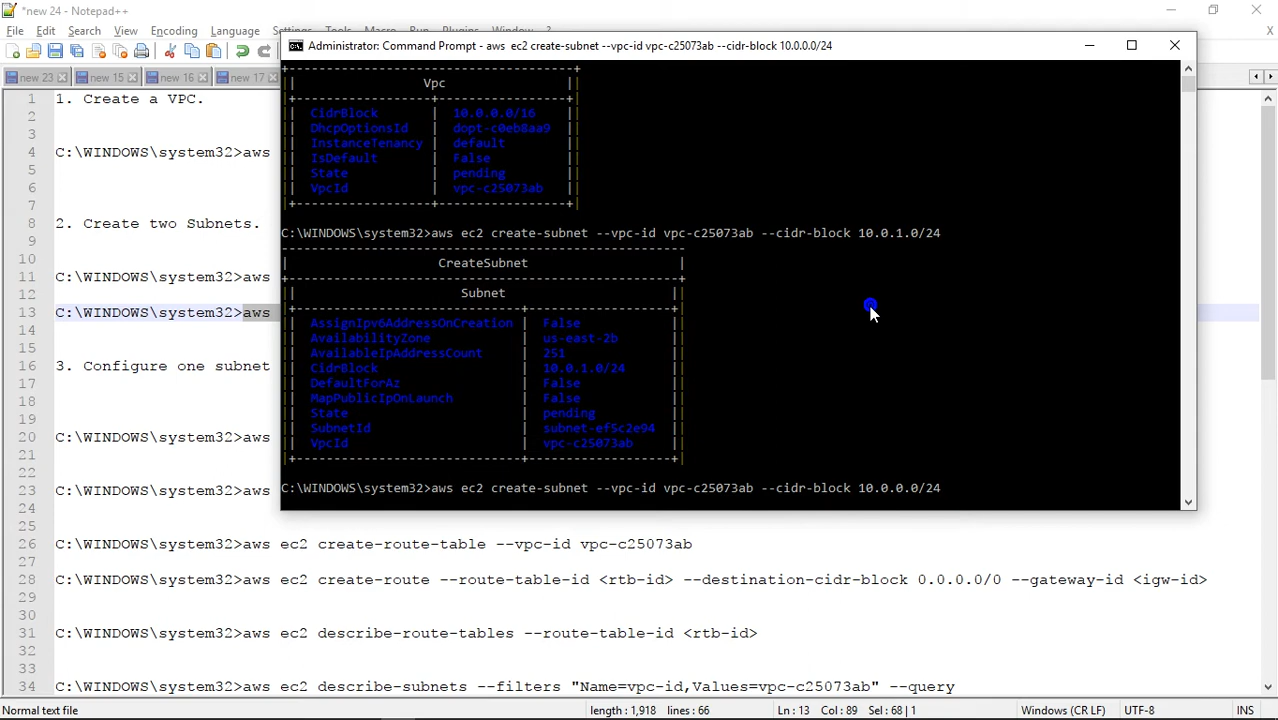 *new 24 - Notepad++
File Edit Search View Encoding Language Settings Tools Macro Run Plugins Window ? X
new 23 new 15 new 16 new 17
1 1. Create a VPC.
2
3
4 C:\WINDOWS\system32>aws
5
6
7
8 2. Create two Subnets.
9
10
11 C:\WINDOWS\system32>aws
12
13 C:\WINDOWS\system32>aws
14
15
16 3. Configure one subnet
17
18
19
20 C:\WINDOWS\system32>aws
21
22
23 C:\WINDOWS\system32>aws
24
25
26 C:\WINDOWS\system32>aws ec2 create-route-table --vpc-id vpc-c25073ab
27
28 C:\WINDOWS\system32>aws ec2 create-route --route-table-id <rtb-id> --destination-cidr-block 0.0.0.0/0 --gateway-id <igw-id>
29
30
31 C:\WINDOWS\system32>aws ec2 describe-route-tables --route-table-id <rtb-id>
32
33
34 C:\WINDOWS\system32>aws ec2 describe-subnets --filters "Name=vpc-id,Values=vpc-c25073ab" --query
Administrator: Command Prompt - aws ec2 create-subnet --vpc-id vpc-c25073ab --cidr-block 10.0.0.0/24
Vpc
CidrBlock | 10.0.0.0/16
DhcpOptionsId | dopt-c0eb8aa9
InstanceTenancy | default
IsDefault | False
State | pending
VpcId | vpc-c25073ab
C:\WINDOWS\system32>aws ec2 create-subnet --vpc-id vpc-c25073ab --cidr-block 10.0.1.0/24
CreateSubnet
Subnet
AssignIpv6AddressOnCreation | False
AvailabilityZone | us-east-2b
AvailableIpAddressCount | 251
CidrBlock | 10.0.1.0/24
DefaultForAz | False
MapPublicIpOnLaunch | False
State | pending
SubnetId | subnet-ef5c2e94
VpcId | vpc-c25073ab
C:\WINDOWS\system32>aws ec2 create-subnet --vpc-id vpc-c25073ab --cidr-block 10.0.0.0/24
Normal text file length : 1,918 lines : 66 Ln : 13 Col : 89 Sel : 68 | 1 Windows (CR LF) UTF-8 INS